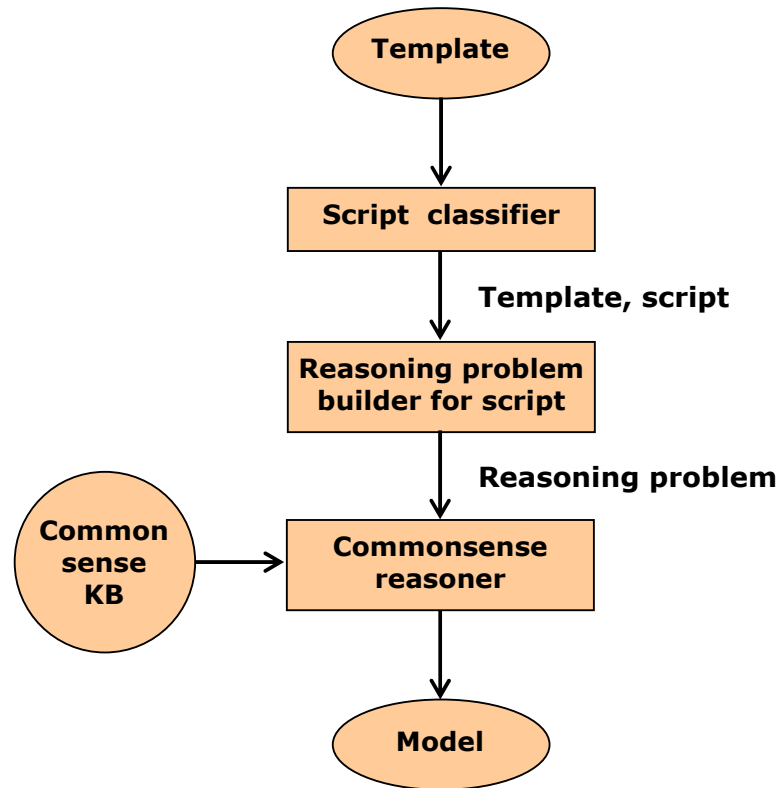 Template
Script classifier
Template, script
Reasoning problem
builder for script
Reasoning problem
Common
sense
KB
Commonsense
reasoner
Model